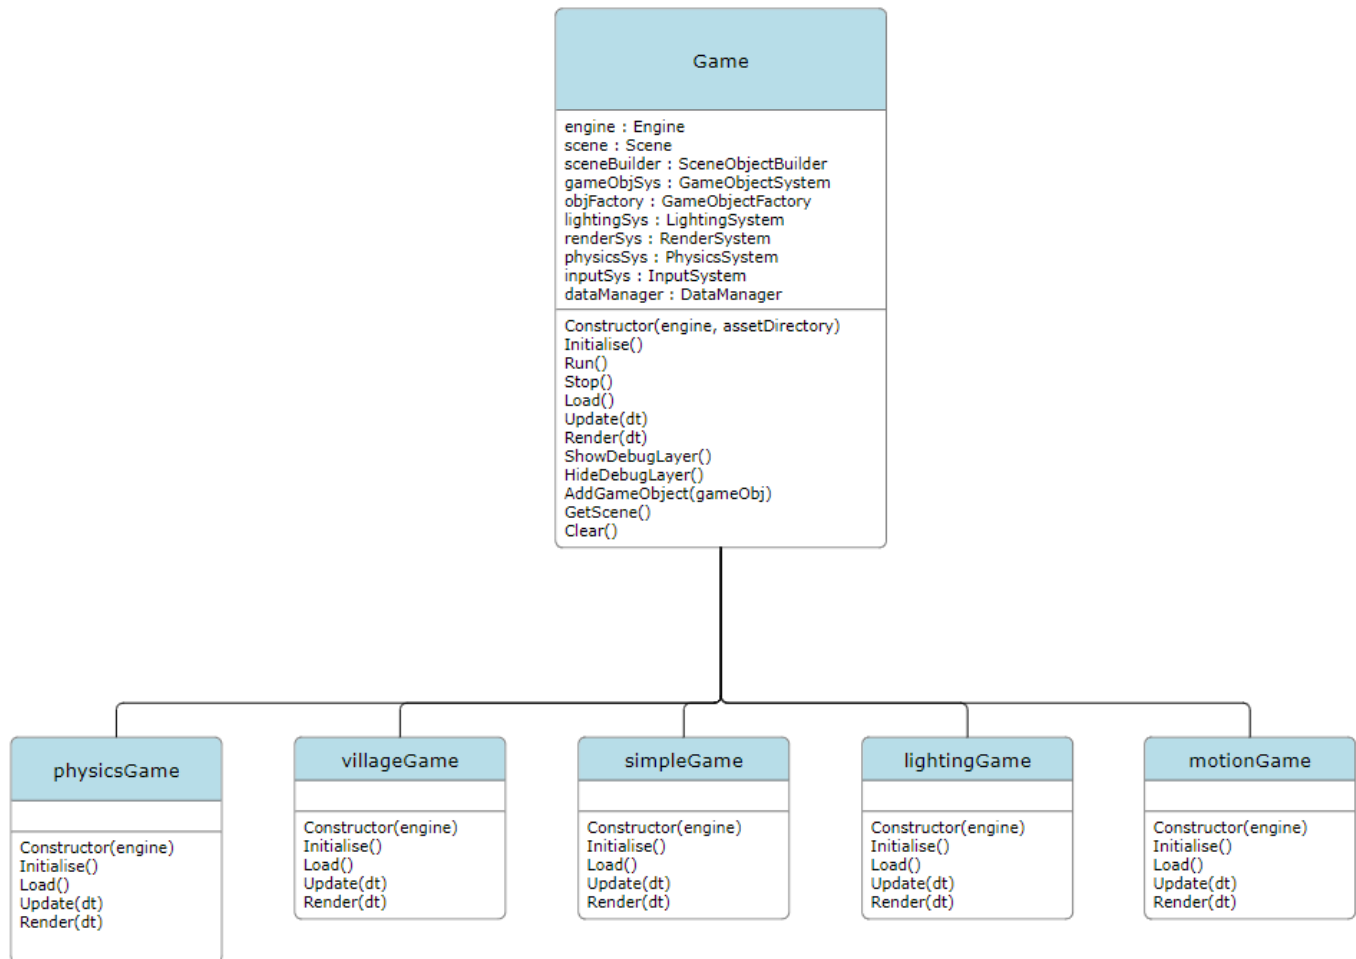 Game
engine : Engine
scene : Scene
sceneBuilder : SceneObjectBuilder
gameObjSys : GameObjectSystem
objFactory : GameObjectFactory
lightingSys : LightingSystem
renderSys : RenderSystem
physicsSys : PhysicsSystem
inputSys : InputSystem
dataManager : DataManager
Constructor(engine, assetDirectory)
Initialise()
Run()
Stop()
Load()
Update(dt)
Render(dt)
ShowDebugLayer()
HideDebugLayer()
AddGameObject(gameObj)
GetScene()
Clear()
physicsGame
Constructor(engine)
Initialise()
Load()
Update(dt)
Render(dt)
villageGame
Constructor(engine)
Initialise()
Load()
Update(dt)
Render(dt)
simpleGame
Constructor(engine)
Initialise()
Load()
Update(dt)
Render(dt)
lightingGame
Constructor(engine)
Initialise()
Load()
Update(dt)
Render(dt)
motionGame
Constructor(engine)
Initialise()
Load()
Update(dt)
Render(dt)